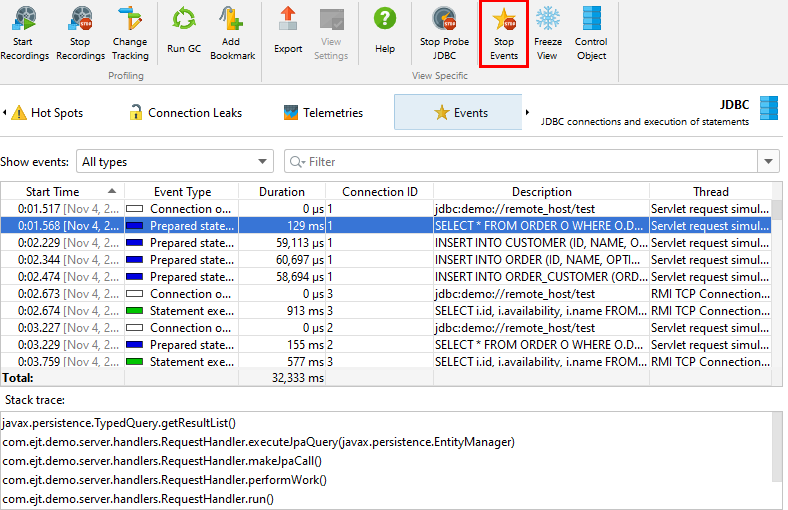 Start Recordings
Stop Recordings
Change Tracking
Run GC
Add Bookmark
Export
View Settings
Help
Stop Probe JDBC
Stop Events
Freeze View
Control Object
Profiling
View Specific
Hot Spots
Connection Leaks
Telemetries
Events
JDBC
JDBC connections and execution of statements
Show events: All types Filter
Start Time Event Type Duration Connection ID Description Thread
0:01.517 [Nov 4, 2... Connection o... 0 µs 1 jdbc:demo://remote_host/test Servlet request simul...
0:01.568 [Nov 4, 2... Prepared state... 129 ms 1 SELECT * FROM ORDER O WHERE O.D... Servlet request simul...
0:02.229 [Nov 4, 2... Prepared state... 59,113 µs 1 INSERT INTO CUSTOMER (ID, NAME, O... Servlet request simul...
0:02.344 [Nov 4, 2... Prepared state... 60,697 µs 1 INSERT INTO ORDER (ID, NAME, OPTI... Servlet request simul...
0:02.474 [Nov 4, 2... Prepared state... 58,694 µs 1 INSERT INTO ORDER_CUSTOMER (ORD... Servlet request simul...
0:02.673 [Nov 4, 2... Connection o... 0 µs 3 jdbc:demo://remote_host/test RMI TCP Connection...
0:02.674 [Nov 4, 2... Statement exe... 913 ms 3 SELECT i.id, i.availability, i.name FROM... RMI TCP Connection...
0:03.227 [Nov 4, 2... Connection o... 0 µs 2 jdbc:demo://remote_host/test Servlet request simul...
0:03.229 [Nov 4, 2... Prepared state... 155 ms 2 SELECT * FROM ORDER O WHERE O.D... Servlet request simul...
0:03.759 [Nov 4, 2... Statement exe... 577 ms 3 SELECT i.id, i.availability, i.name FROM... RMI TCP Connection...
Total: 32,333 ms
Stack trace:
javax.persistence.TypedQuery.getResultList()
com.ejt.demo.server.handlers.RequestHandler.executeJpaQuery(javax.persistence.EntityManager)
com.ejt.demo.server.handlers.RequestHandler.makeJpaCall()
com.ejt.demo.server.handlers.RequestHandler.performWork()
com.ejt.demo.server.handlers.RequestHandler.run()